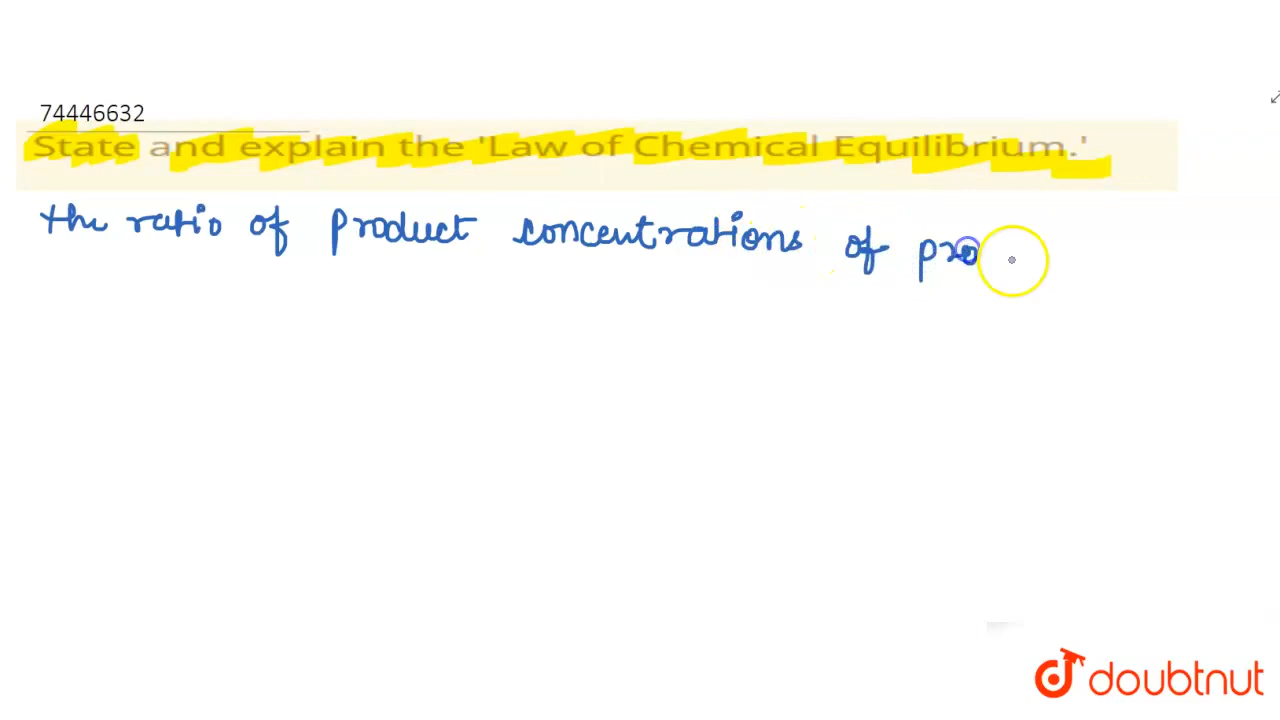 74446632
State and explain the 'Law of Chemical Equilibrium.'
the ratio of product concentrations of pro
doubtnut